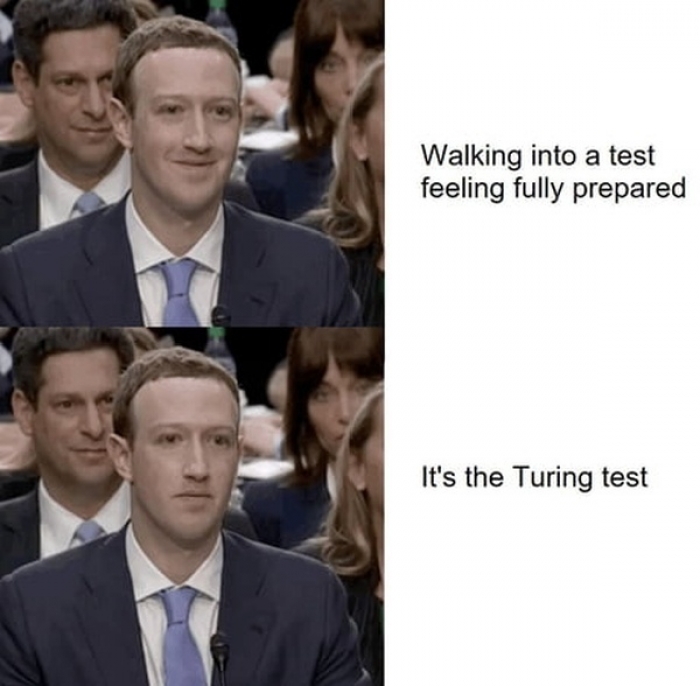 Walking into a test
feeling fully prepared
It's the Turing test